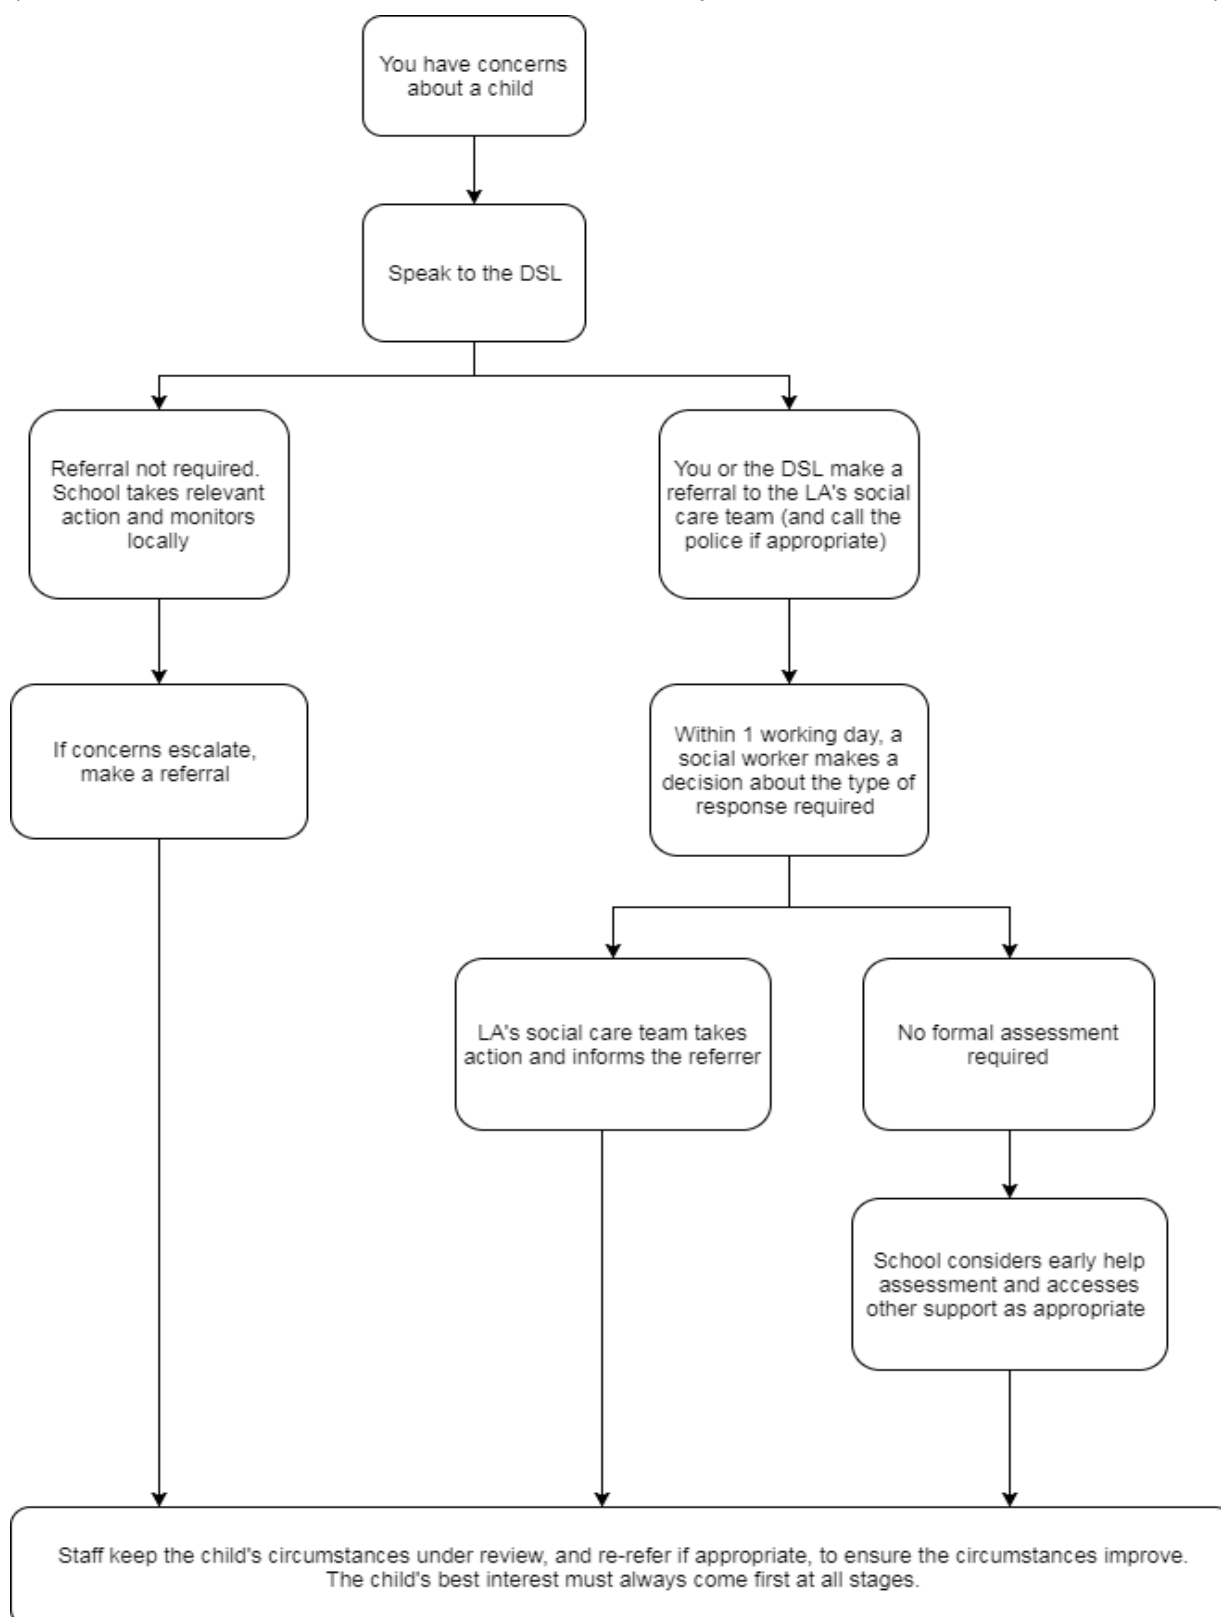 You have concerns
about a child
Speak to the DSL
Referral not required.
School takes relevant
action and monitors
locally
You or the DSL make a
referral to the LA's social
care team (and call the
police if appropriate)
If concerns escalate,
make a referral
Within 1 working day, a
social worker makes a
decision about the type of
response required
LA's social care team takes
action and informs the referrer
No formal assessment
required
School considers early help
assessment and accesses
other support as appropriate
Staff keep the child's circumstances under review, and re-refer if appropriate, to ensure the circumstances improve.
The child's best interest must always come first at all stages.